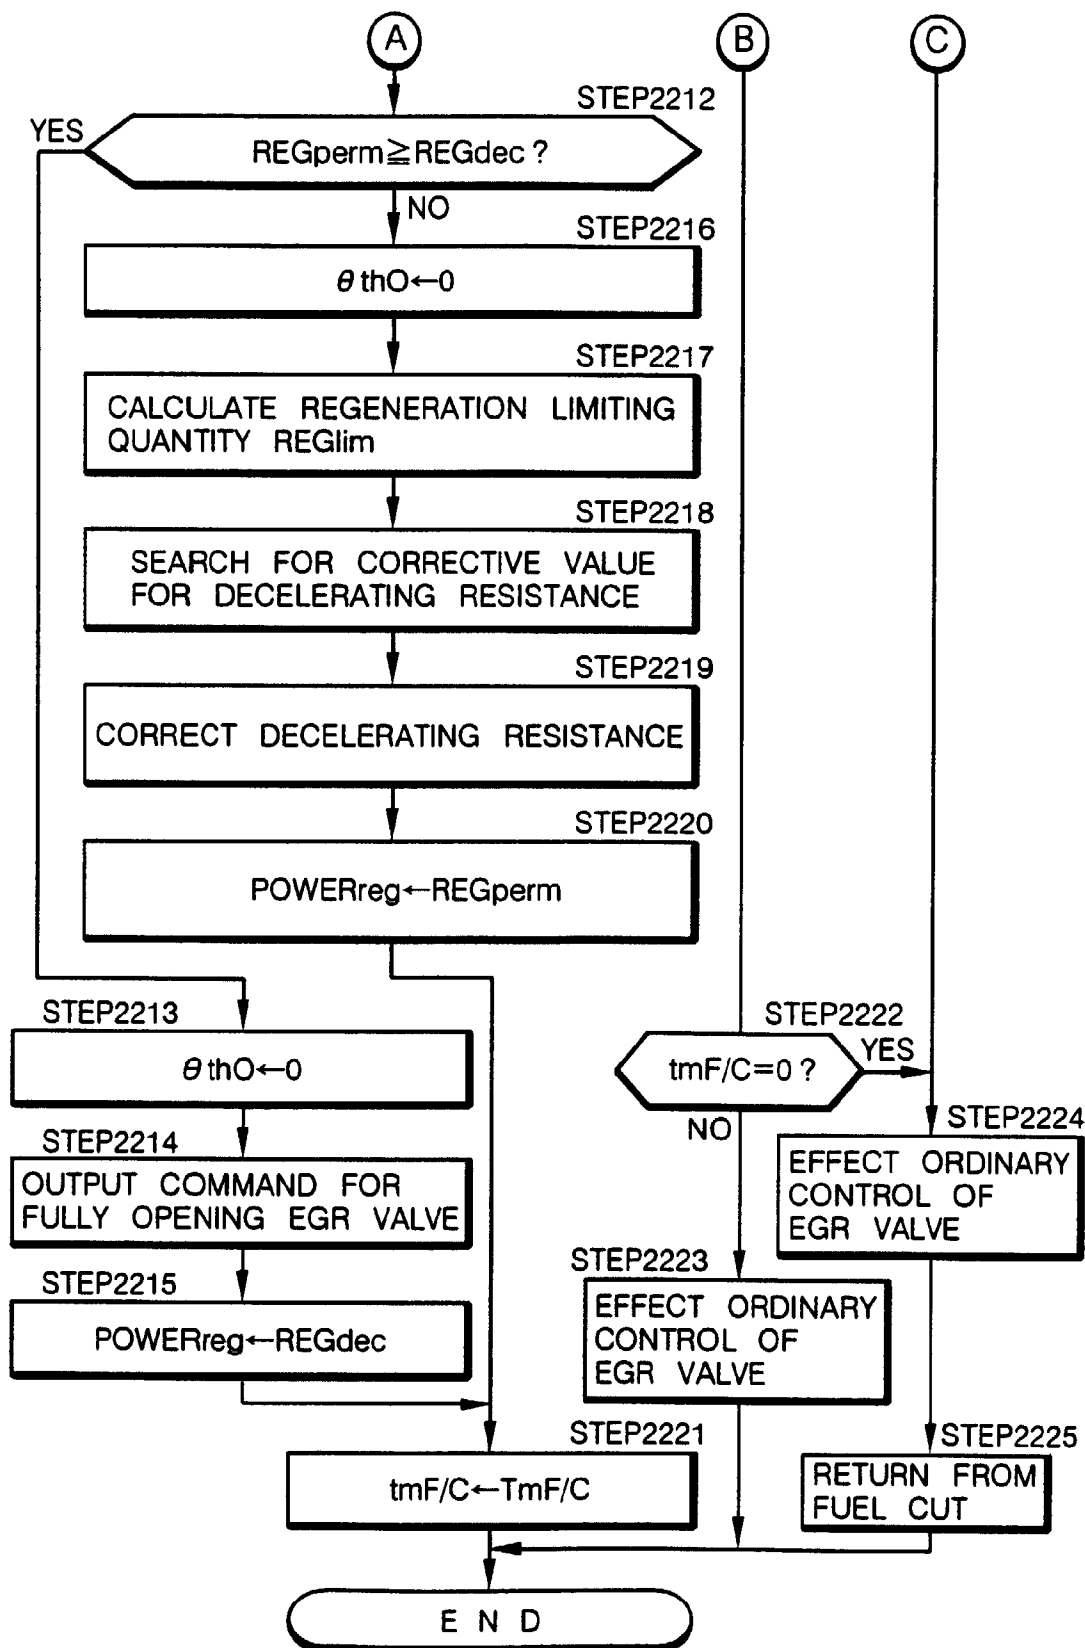 A
B
C
STEP2212
YES
REGperm≧REGdec ?
NO
STEP2216
θ thO←0
STEP2217
CALCULATE REGENERATION LIMITING
QUANTITY REGlim
STEP2218
SEARCH FOR CORRECTIVE VALUE
FOR DECELERATING RESISTANCE
STEP2219
CORRECT DECELERATING RESISTANCE
STEP2220
POWERreg←REGperm
STEP2213
θ thO←0
STEP2214
OUTPUT COMMAND FOR
FULLY OPENING EGR VALVE
STEP2215
POWERreg←REGdec
STEP2221
tmF/C←TmF/C
STEP2222
tmF/C=0 ?
YES
NO
STEP2223
EFFECT ORDINARY
CONTROL OF
EGR VALVE
STEP2224
EFFECT ORDINARY
CONTROL OF
EGR VALVE
STEP2225
RETURN FROM
FUEL CUT
E N D